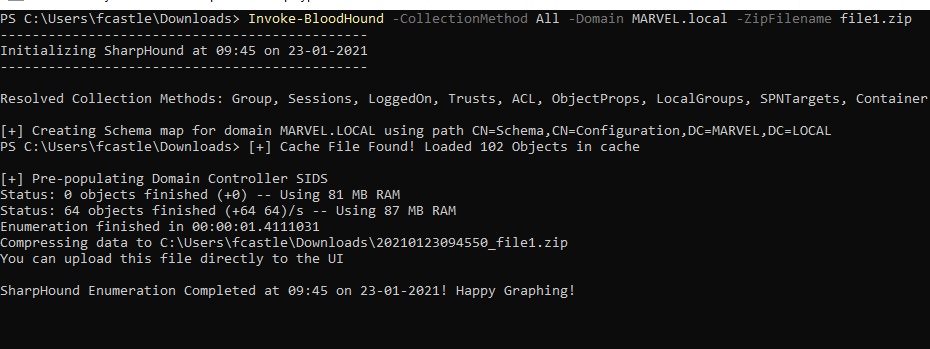 PS C:\Users\fcastle\Downloads> Invoke-BloodHound -CollectionMethod All -Domain MARVEL.local -ZipFilename file1.zip
----------------------------------------------
Initializing SharpHound at 09:45 on 23-01-2021
----------------------------------------------
Resolved Collection Methods: Group, Sessions, LoggedOn, Trusts, ACL, ObjectProps, LocalGroups, SPNTargets, Container
[+] Creating Schema map for domain MARVEL.LOCAL using path CN=Schema,CN=Configuration,DC=MARVEL,DC=LOCAL
PS C:\Users\fcastle\Downloads> [+] Cache File Found! Loaded 102 Objects in cache
[+] Pre-populating Domain Controller SIDS
Status: 0 objects finished (+0) -- Using 81 MB RAM
Status: 64 objects finished (+64 64)/s -- Using 87 MB RAM
Enumeration finished in 00:00:01.4111031
Compressing data to C:\Users\fcastle\Downloads\20210123094550_file1.zip
You can upload this file directly to the UI
SharpHound Enumeration Completed at 09:45 on 23-01-2021! Happy Graphing!